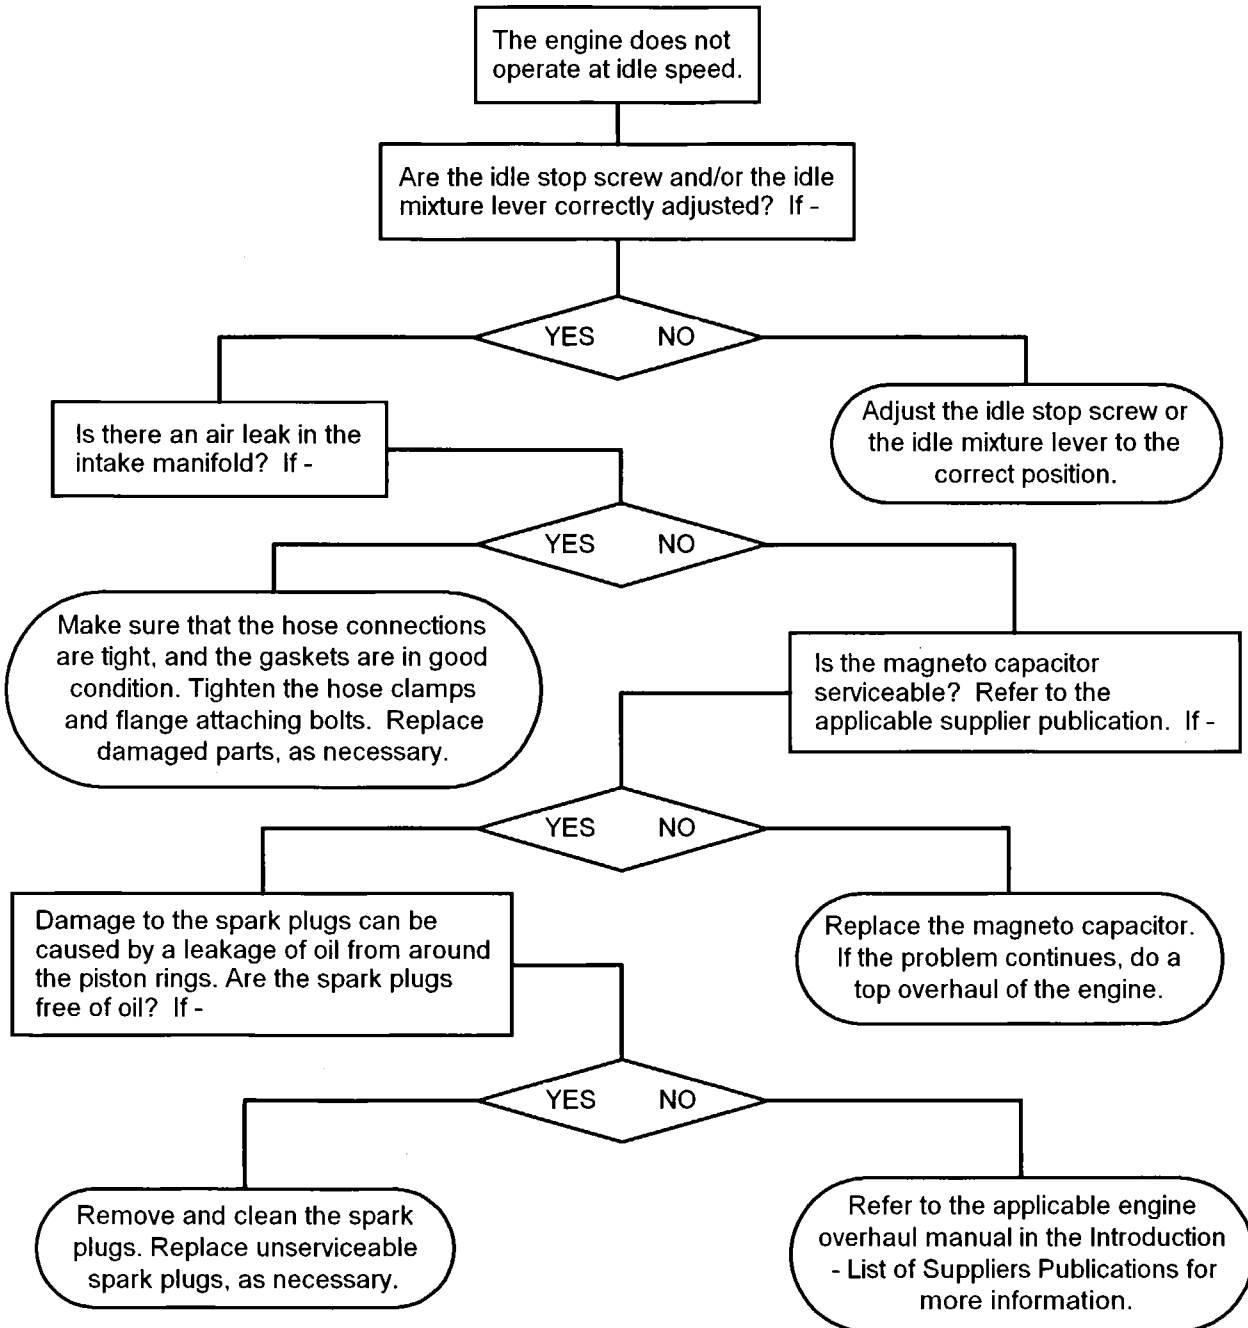 The engine does not
operate at idle speed.
Are the idle stop screw and/or the idle
mixture lever correctly adjusted? If -
YES NO
Is there an air leak in the
intake manifold? If -
Adjust the idle stop screw or
the idle mixture lever to the
correct position.
YES NO
Make sure that the hose connections
are tight, and the gaskets are in good
condition. Tighten the hose clamps
and flange attaching bolts. Replace
damaged parts, as necessary.
Is the magneto capacitor
serviceable? Refer to the
applicable supplier publication. If -
YES NO
Damage to the spark plugs can be
caused by a leakage of oil from around
the piston rings. Are the spark plugs
free of oil? If -
Replace the magneto capacitor.
If the problem continues, do a
top overhaul of the engine.
YES NO
Remove and clean the spark
plugs. Replace unserviceable
spark plugs, as necessary.
Refer to the applicable engine
overhaul manual in the Introduction
- List of Suppliers Publications for
more information.